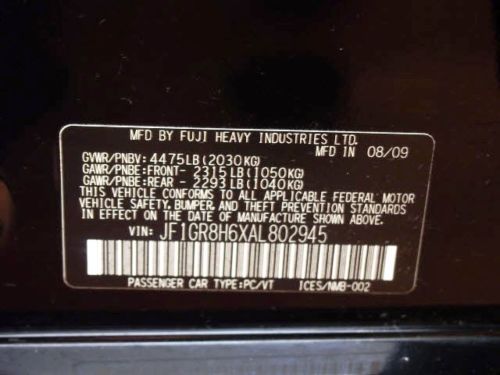 MFD BY FUJI HEAVY INDUSTRIES LTD.
MFD IN 08/09
GVWR/PNBV: 4475LB(2030KG)
GAWR/PNBE:FRONT- 2315LB(1050KG)
GAWR/PNBE:REAR - 2293LB(1040KG)
THIS VEHICLE CONFORMS TO ALL APPLICABLE FEDERAL MOTOR
VEHICLE SAFETY, BUMPER, AND THEFT PREVENTION STANDARDS
IN EFFECT ON THE DATE OF MANUFACTURE SHOWN ABOVE.
VIN: JF1GR8H6XAL802945
PASSENGER CAR TYPE:PC/VT ICES/NMB-002